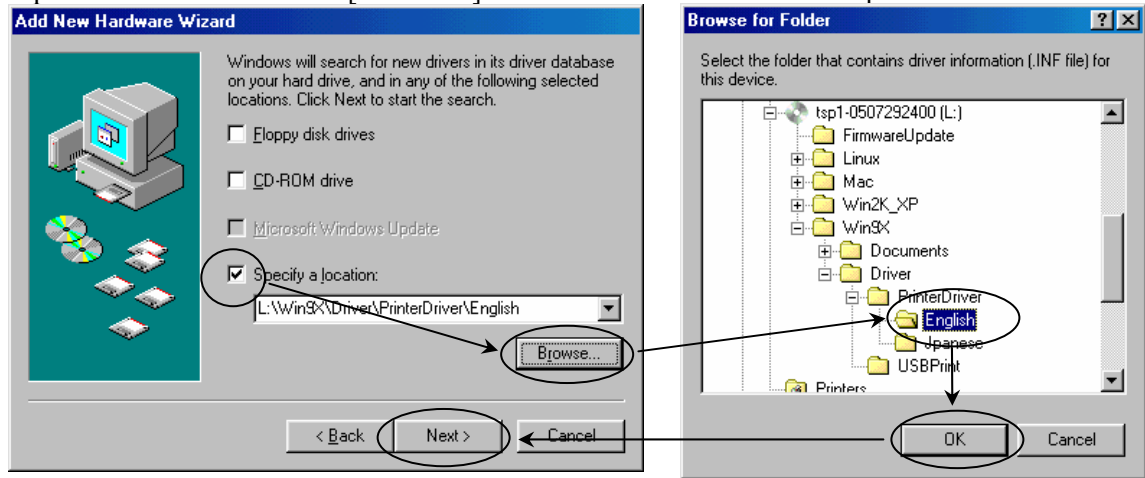 Add New Hardware Wizard
Windows will search for new drivers in its driver database
on your hard drive, and in any of the following selected
locations. Click Next to start the search.
Floppy disk drives
CD-ROM drive
Microsoft Windows Update
Specify a location:
L:\Win9X\Driver\PrinterDriver\English
Browse...
< Back
Next >
Cancel
Browse for Folder
Select the folder that contains driver information (.INF file) for
this device.
tsp1-0507292400 (L:)
FirmwareUpdate
Linux
Mac
Win2K_XP
Win9X
Documents
Driver
PrinterDriver
English
Jpanese
USBPrint
Printers
OK
Cancel